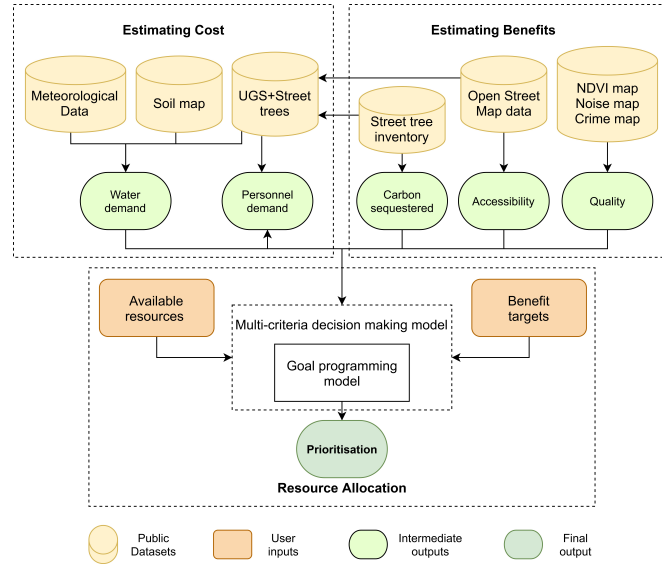 Estimating Cost
Estimating Benefits
Meteorological
Data
Soil map
UGS+Street
trees
Street tree
inventory
Open Street
Map data
NDVI map
Noise map
Crime map
Water
demand
Personnel
demand
Carbon
sequestered
Accessibility
Quality
Available
resources
Benefit
targets
Multi-criteria decision making model
Goal programming
model
Prioritisation
Resource Allocation
Public
Datasets
User
inputs
Intermediate
outputs
Final
output